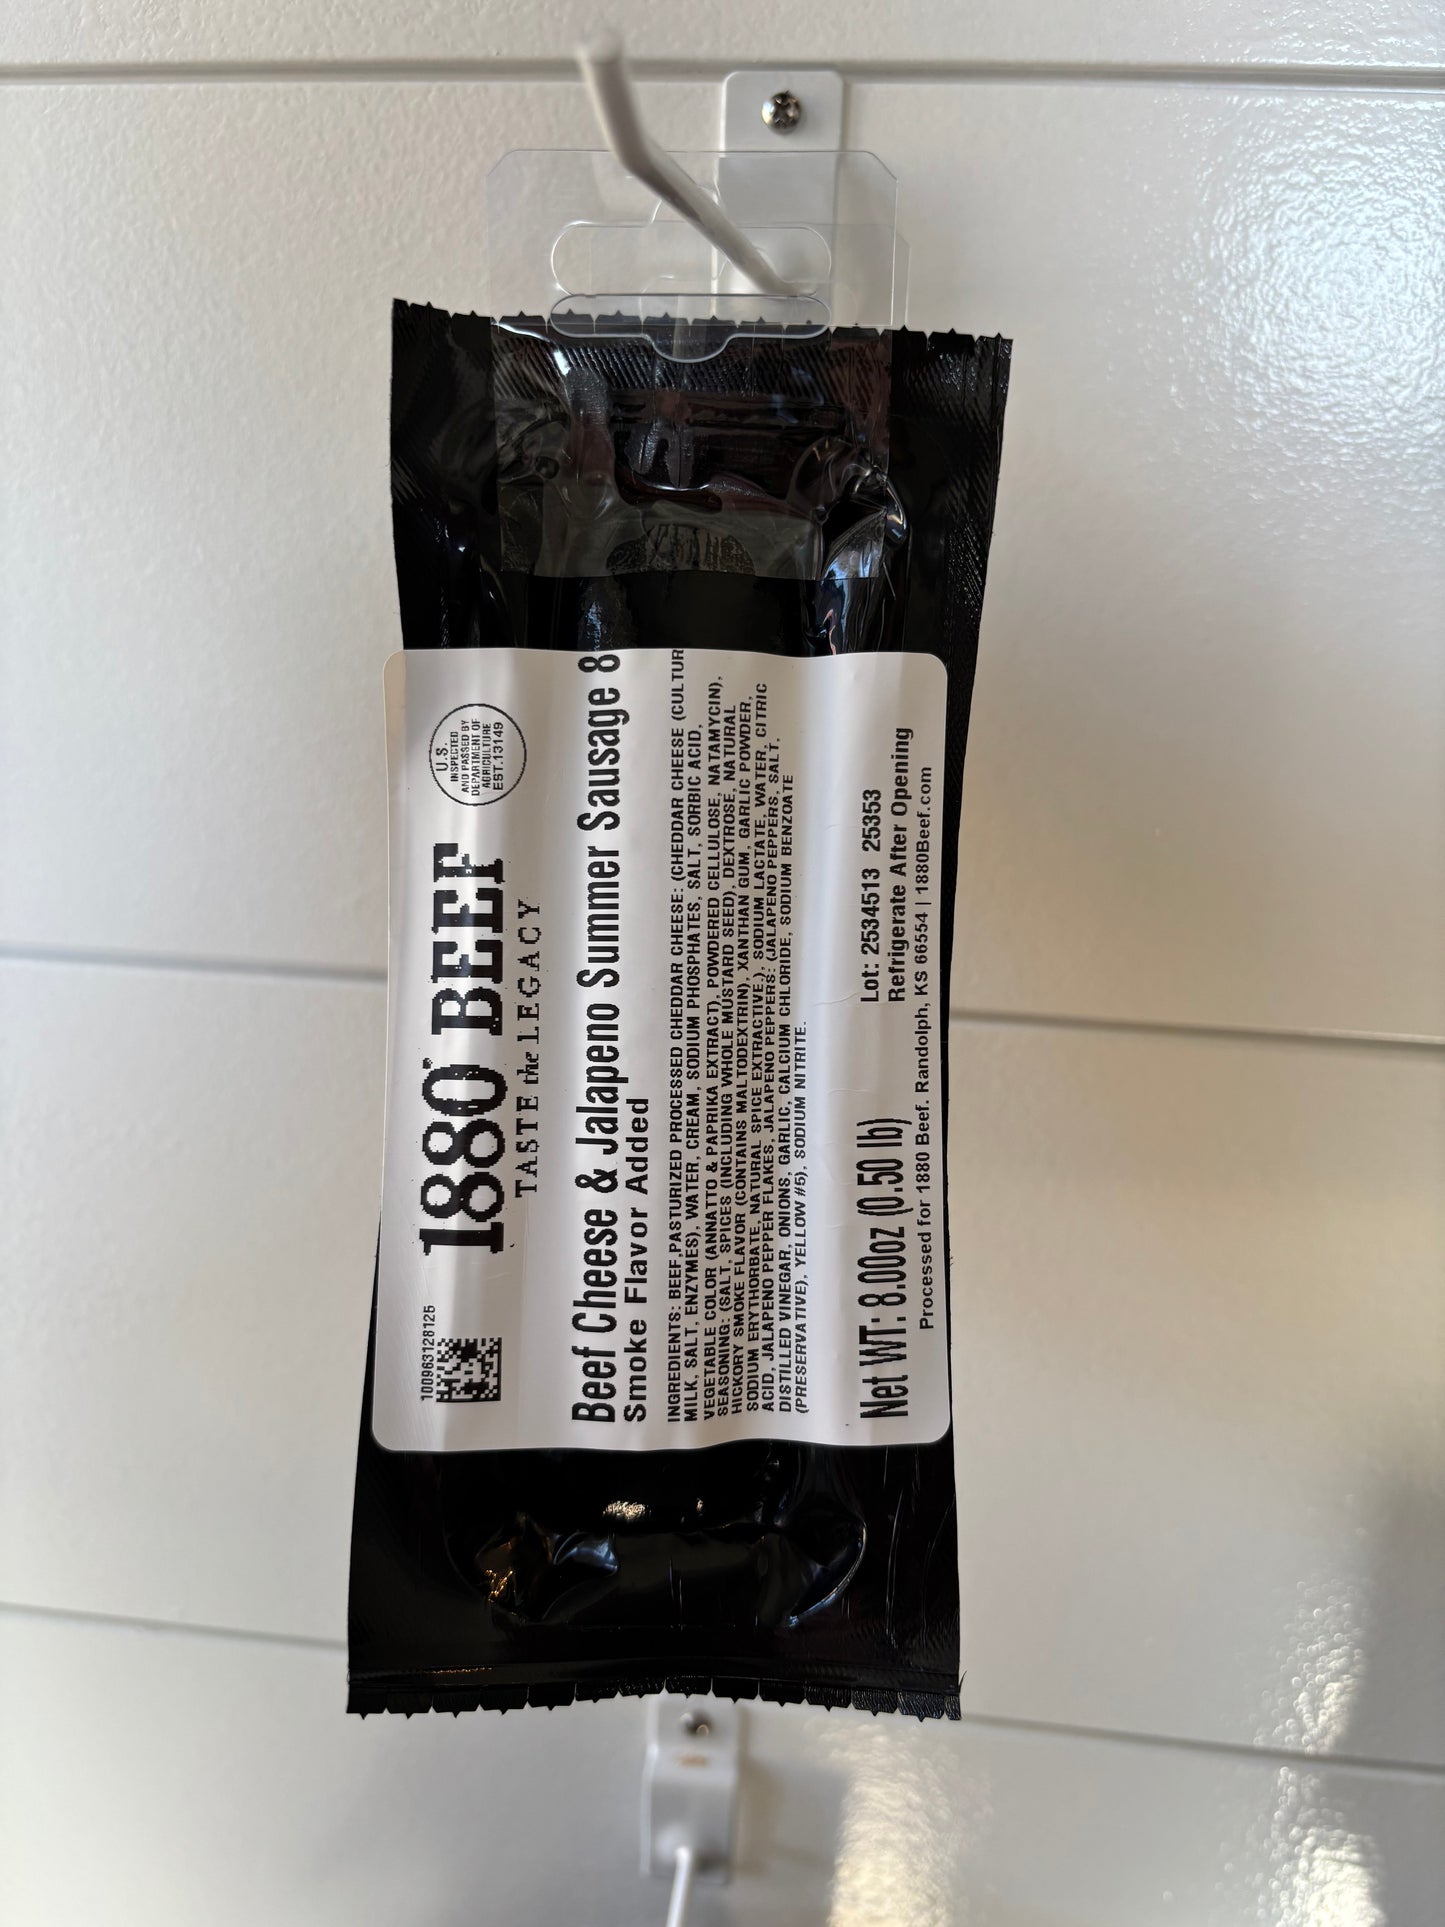 1009631​28125
1880 BEEF
TASTE the LEGACY
U.S.
INSPECTED
AND PASSED BY
DEPARTMENT OF
AGRICULTURE
EST.13149
Beef Cheese & Jalapeno Summer Sausage 8
Smoke Flavor Added
INGREDIENTS: BEEF,PASTURIZED PROCESSED CHEDDAR CHEESE: (CHEDDAR CHEESE (CULTUR
MILK, SALT, ENZYMES), WATER, CREAM, SODIUM PHOSPHATES, SALT, SORBIC ACID,
VEGETABLE COLOR (ANNATTO & PAPRIKA EXTRACT), POWDERED CELLULOSE, NATAMYCIN),
SEASONING: (SALT, SPICES (INCLUDING WHOLE MUSTARD SEED), DEXTROSE, NATURAL
HICKORY SMOKE FLAVOR (CONTAINS MALTODEXTRIN), XANTHAN GUM, GARLIC POWDER,
SODIUM ERYTHORBATE, NATURAL SPICE EXTRACTIVE,), SODIUM LACTATE, WATER, CITRIC
ACID, JALAPENO PEPPER FLAKES, JALAPENO PEPPERS: (JALAPENO PEPPERS, SALT,
DISTILLED VINEGAR, ONIONS, GARLIC, CALCIUM CHLORIDE, SODIUM BENZOATE
(PRESERVATIVE), YELLOW #5), SODIUM NITRITE.
Net WT: 8.00oz (0.50 lb)
Lot: 2534513 25353
Refrigerate After Opening
Processed for 1880 Beef. Randolph, KS 66554 | 1880Beef.com